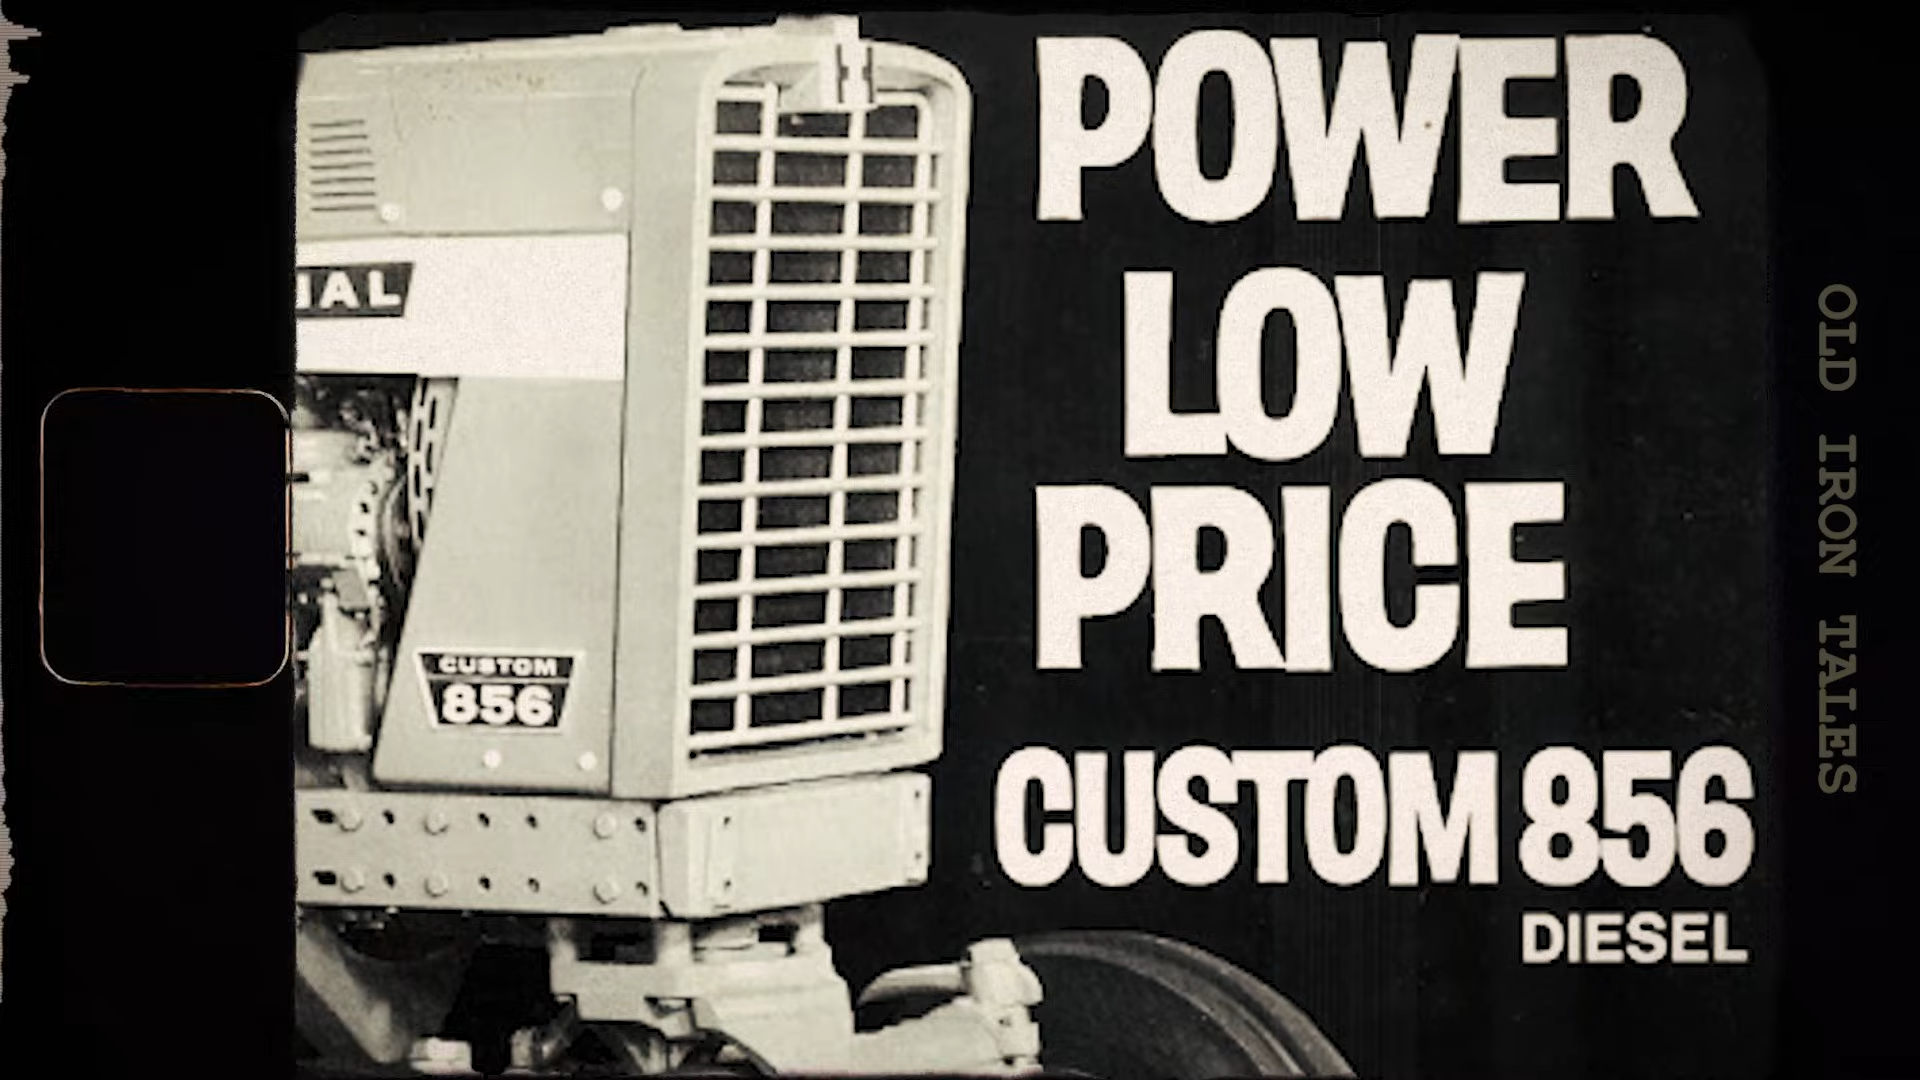 POWER
LOW
PRICE
CUSTOM 856
DIESEL
IAL
CUSTOM
856
OLD IRON TALES